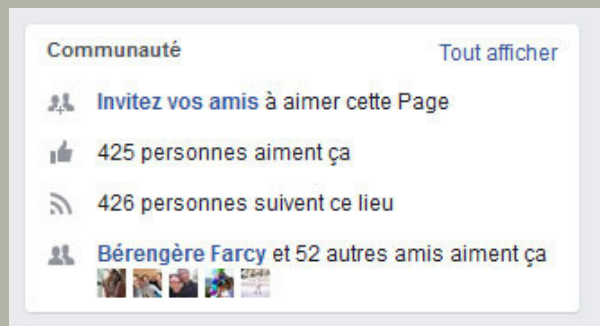 Communauté Tout afficher
Invitez vos amis à aimer cette Page
425 personnes aiment ça
426 personnes suivent ce lieu
Bérengère Farcy et 52 autres amis aiment ça